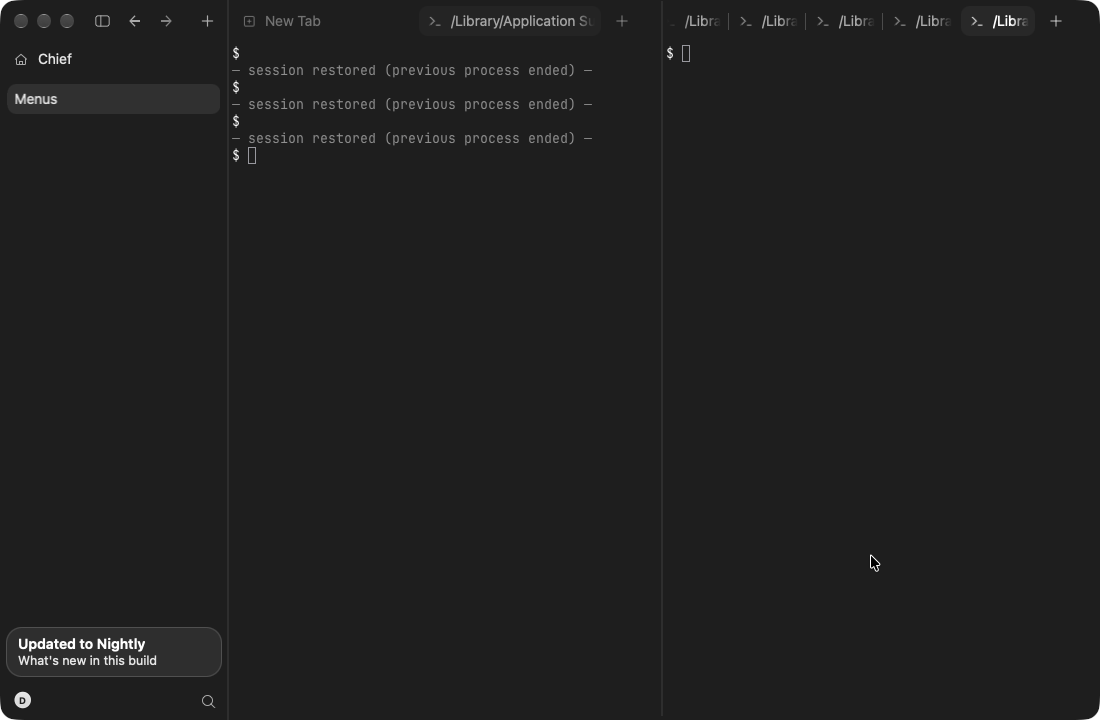 New Tab
/Library/Application Su
/Libra
/Libra
/Libra
/Libra
/Libra
Chief
Menus
$
— session restored (previous process ended) —
$
— session restored (previous process ended) —
$
— session restored (previous process ended) —
$
$
Updated to Nightly
What's new in this build
D